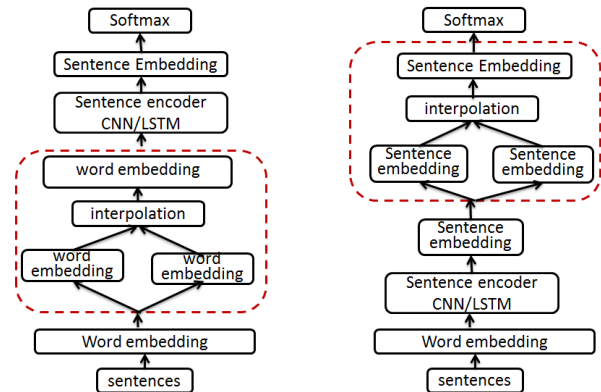 Softmax
Sentence Embedding
Sentence encoder
CNN/LSTM
word embedding
interpolation
word
embedding
word
embedding
Word embedding
sentences
Softmax
Sentence Embedding
interpolation
Sentence
embedding
Sentence
embedding
Sentence
embedding
Sentence encoder
CNN/LSTM
Word embedding
sentences